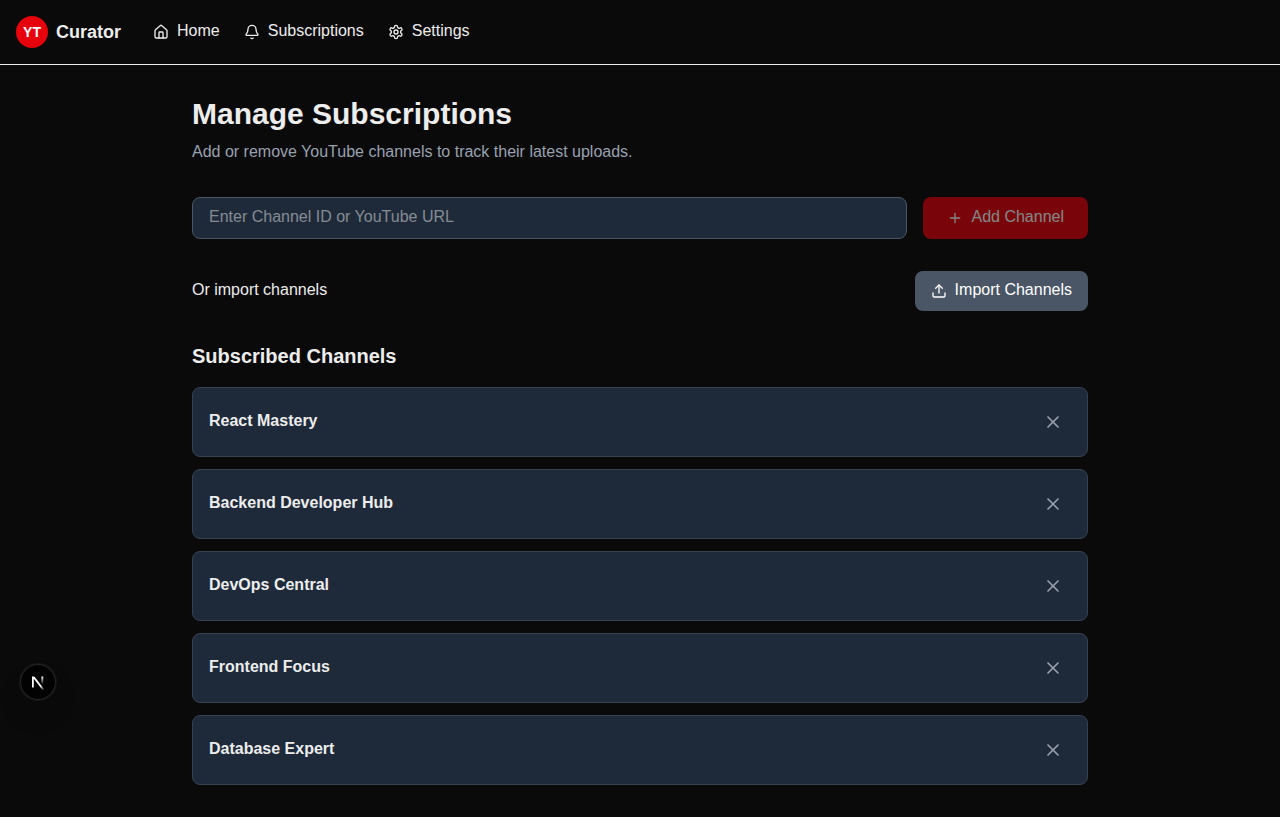 YT Curator Home Subscriptions Settings
Manage Subscriptions
Add or remove YouTube channels to track their latest uploads.
Enter Channel ID or YouTube URL
Add Channel
Or import channels
Import Channels
Subscribed Channels
React Mastery
Backend Developer Hub
DevOps Central
Frontend Focus
N
Database Expert